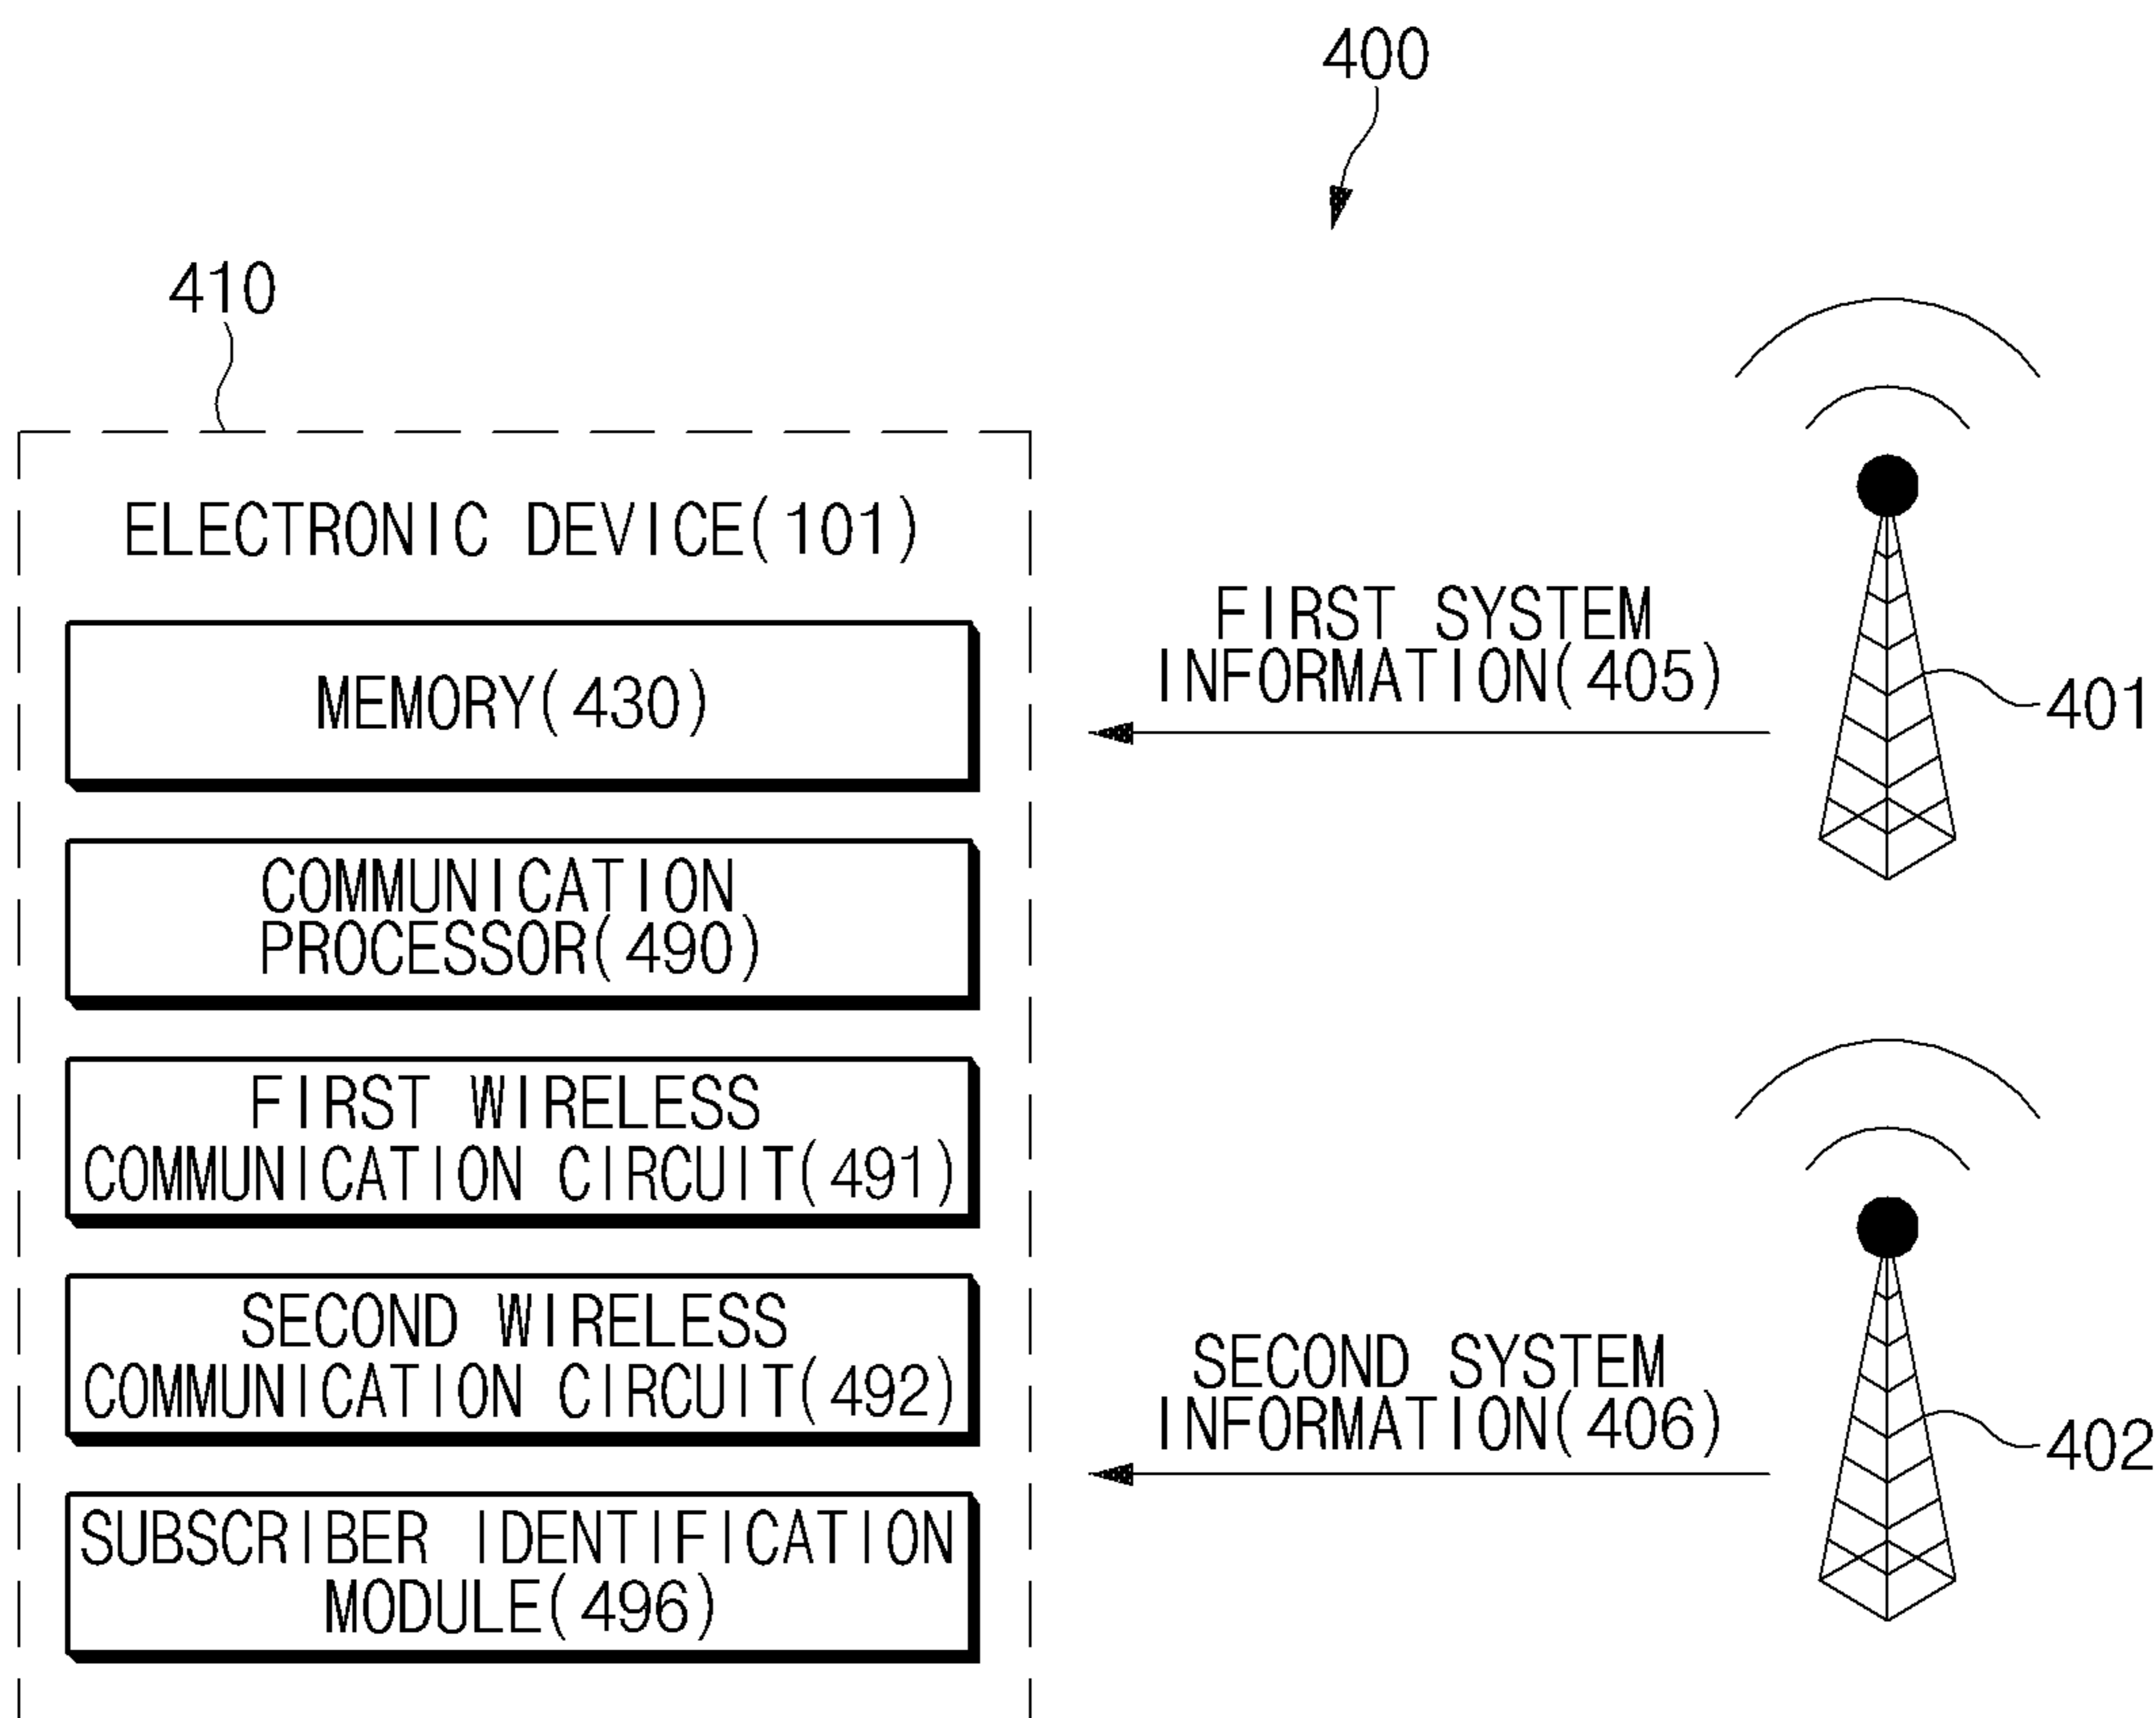 400
410
ELECTRONIC DEVICE(101)
MEMORY(430)
COMMUNICATION
PROCESSOR(490)
FIRST WIRELESS
COMMUNICATION CIRCUIT(491)
SECOND WIRELESS
COMMUNICATION CIRCUIT(492)
SUBSCRIBER IDENTIFICATION
MODULE(496)
FIRST SYSTEM
INFORMATION(405)
401
SECOND SYSTEM
INFORMATION(406)
402